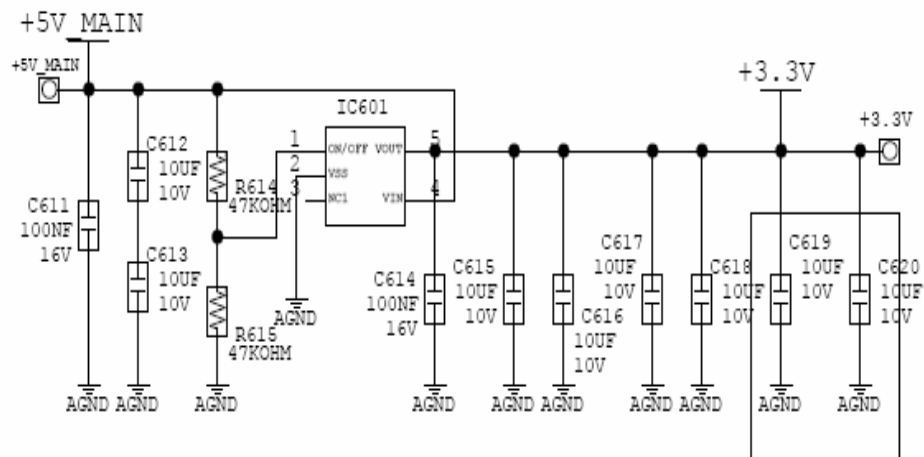 +5V_MAIN
+5V_MAIN
IC601
1
ON/OFF VOUT
5
2
VSS
3
NC1
VIN
4
C612
10UF
10V
R614
47KOHM
C611
100NF
16V
C613
10UF
10V
R615
47KOHM
AGND
+3.3V
+3.3V
C614
100NF
16V
C615
10UF
10V
C616
10UF
10V
C617
10UF
10V
C618
10UF
10V
C619
10UF
10V
C620
10UF
10V
AGND
AGND
AGND
AGND
AGND
AGND
AGND
AGND
AGND
AGND